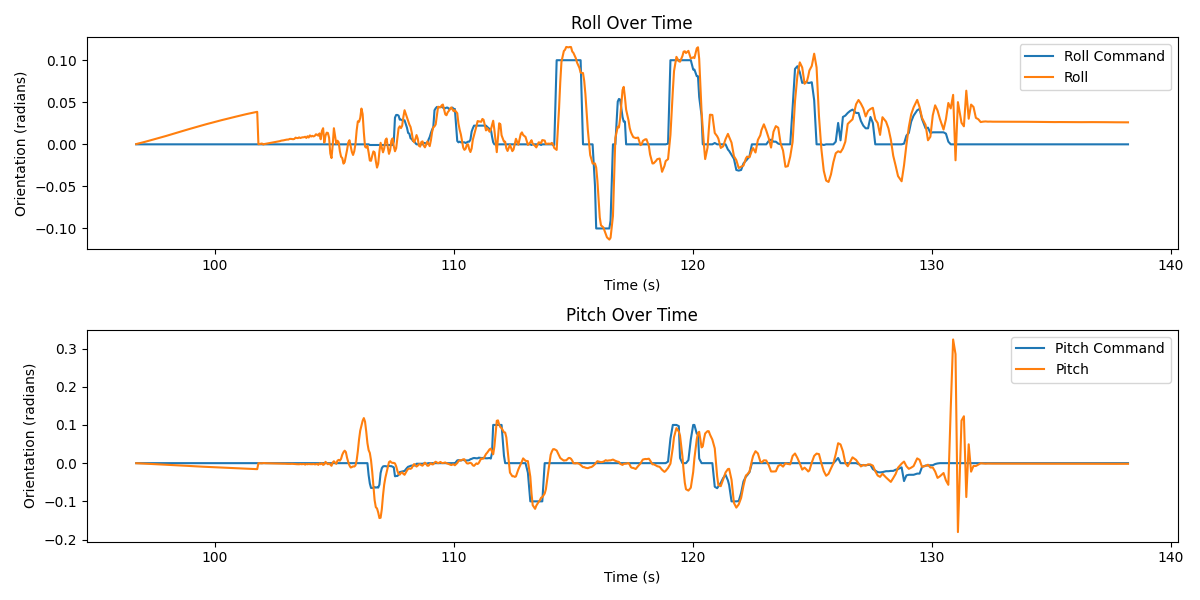 Roll Over Time
Orientation (radians)
0.10
0.05
0.00
−0.05
−0.10
Roll Command
Roll
100
110
120
130
140
Time (s)
Pitch Over Time
Orientation (radians)
0.3
0.2
0.1
0.0
−0.1
−0.2
Pitch Command
Pitch
100
110
120
130
140
Time (s)